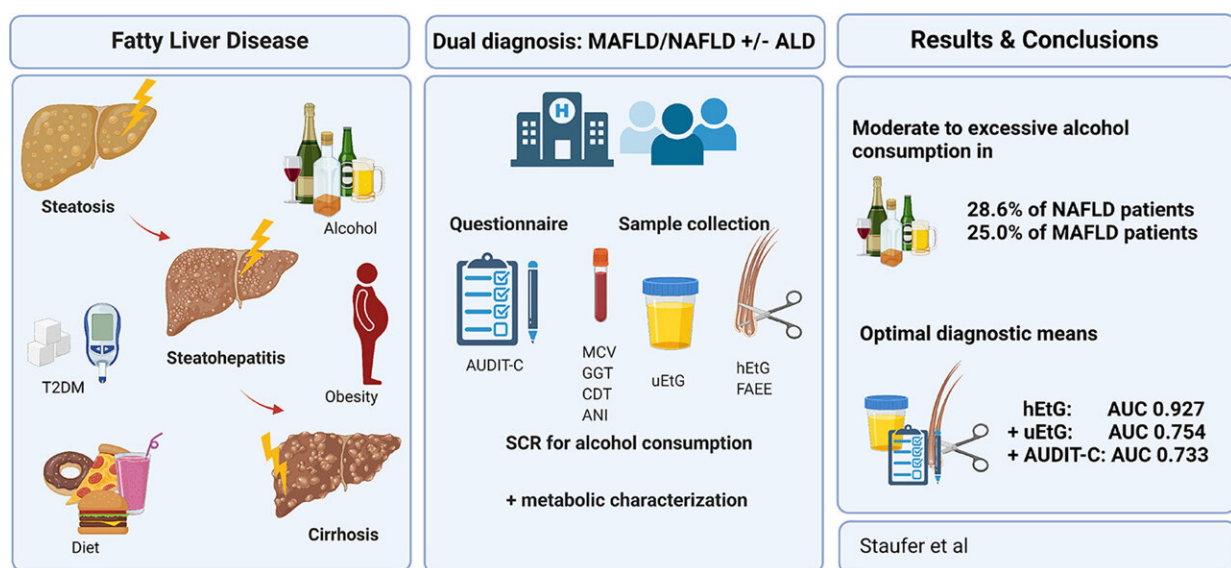 Fatty Liver Disease
Steatosis
Alcohol
Steatohepatitis
T2DM
Obesity
Diet
Cirrhosis
Dual diagnosis: MAFLD/NAFLD +/- ALD
H
Questionnaire
Sample collection
AUDIT-C
MCV
GGT
CDT
ANI
uEtG
hEtG
FAEE
SCR for alcohol consumption
+ metabolic characterization
Results & Conclusions
Moderate to excessive alcohol
consumption in
28.6% of NAFLD patients
25.0% of MAFLD patients
Optimal diagnostic means
hEtG: AUC 0.927
+ uEtG: AUC 0.754
+ AUDIT-C: AUC 0.733
Staufer et al